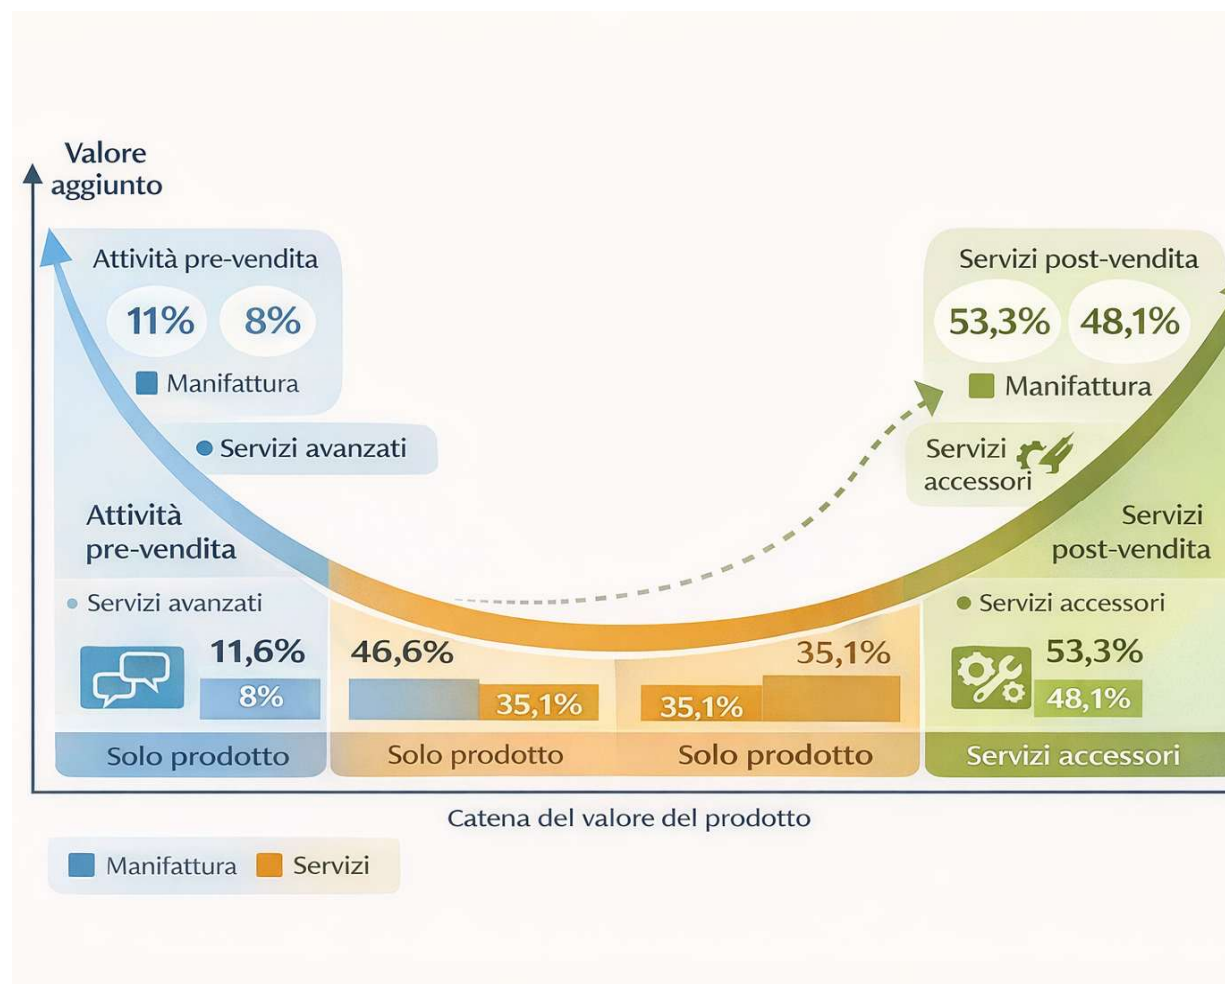 Valore
aggiunto
Attività pre-vendita
11% 8%
Manifattura
Servizi avanzati
Attività
pre-vendita
Servizi avanzati
11,6%
8%
Solo prodotto
46,6%
35,1%
Solo prodotto
35,1%
35,1%
Solo prodotto
Servizi post-vendita
53,3% 48,1%
Manifattura
Servizi
accessori
Servizi
post-vendita
Servizi accessori
53,3%
48,1%
Servizi accessori
Catena del valore del prodotto
Manifattura Servizi